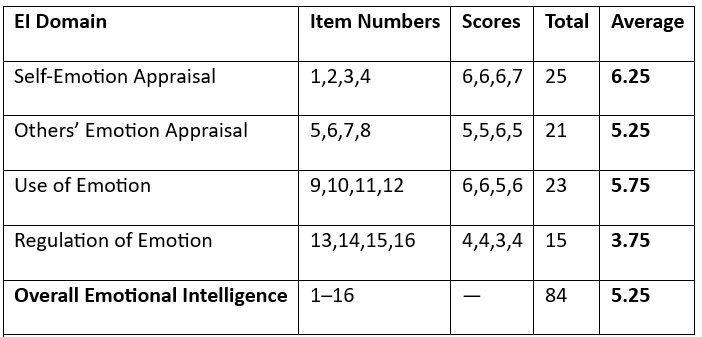 EI Domain Item Numbers Scores Total Average
Self-Emotion Appraisal 1,2,3,4 6,6,6,7 25 6.25
Others’ Emotion Appraisal 5,6,7,8 5,5,6,5 21 5.25
Use of Emotion 9,10,11,12 6,6,5,6 23 5.75
Regulation of Emotion 13,14,15,16 4,4,3,4 15 3.75
Overall Emotional Intelligence 1–16 — 84 5.25